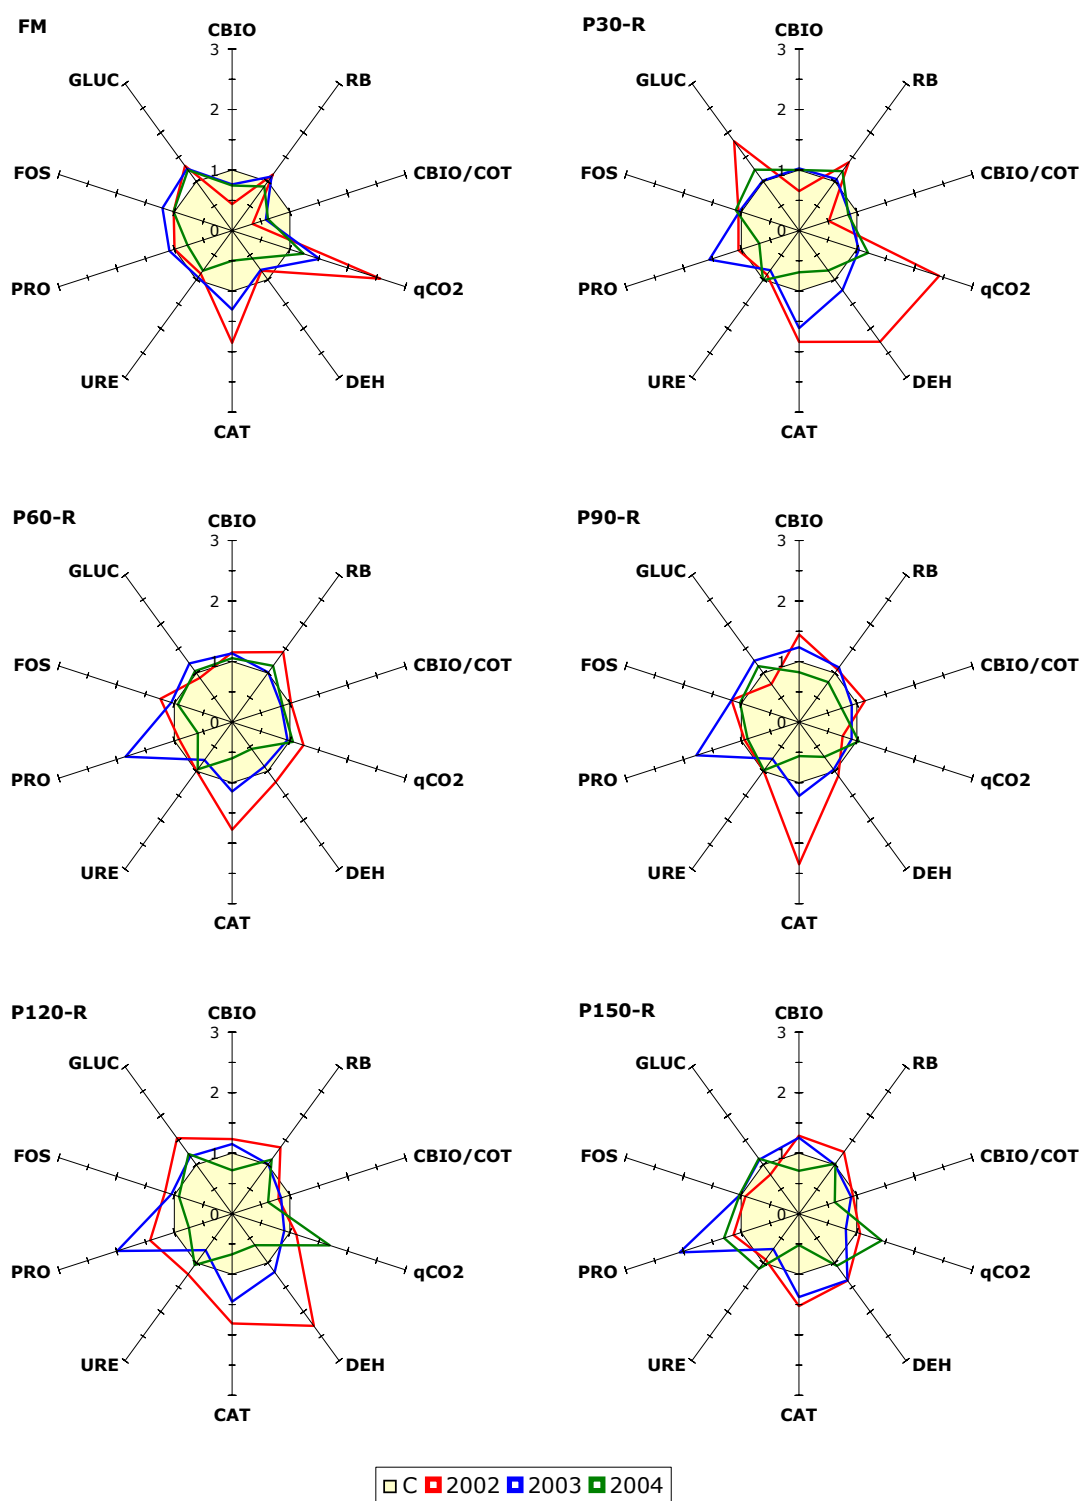 FM
CBIO
3
GLUC
RB
2
FOS
1
CBIO/COT
0
PRO
qCO2
URE
DEH
CAT
P30-R
CBIO
3
GLUC
RB
2
FOS
1
CBIO/COT
0
PRO
qCO2
URE
DEH
CAT
P60-R
CBIO
3
GLUC
RB
2
FOS
1
CBIO/COT
0
PRO
qCO2
URE
DEH
CAT
P90-R
CBIO
3
GLUC
RB
2
FOS
1
CBIO/COT
0
PRO
qCO2
URE
DEH
CAT
P120-R
CBIO
3
GLUC
RB
2
FOS
1
CBIO/COT
0
PRO
qCO2
URE
DEH
CAT
P150-R
CBIO
3
GLUC
RB
2
FOS
1
CBIO/COT
0
PRO
qCO2
URE
DEH
CAT
C 2002 2003 2004